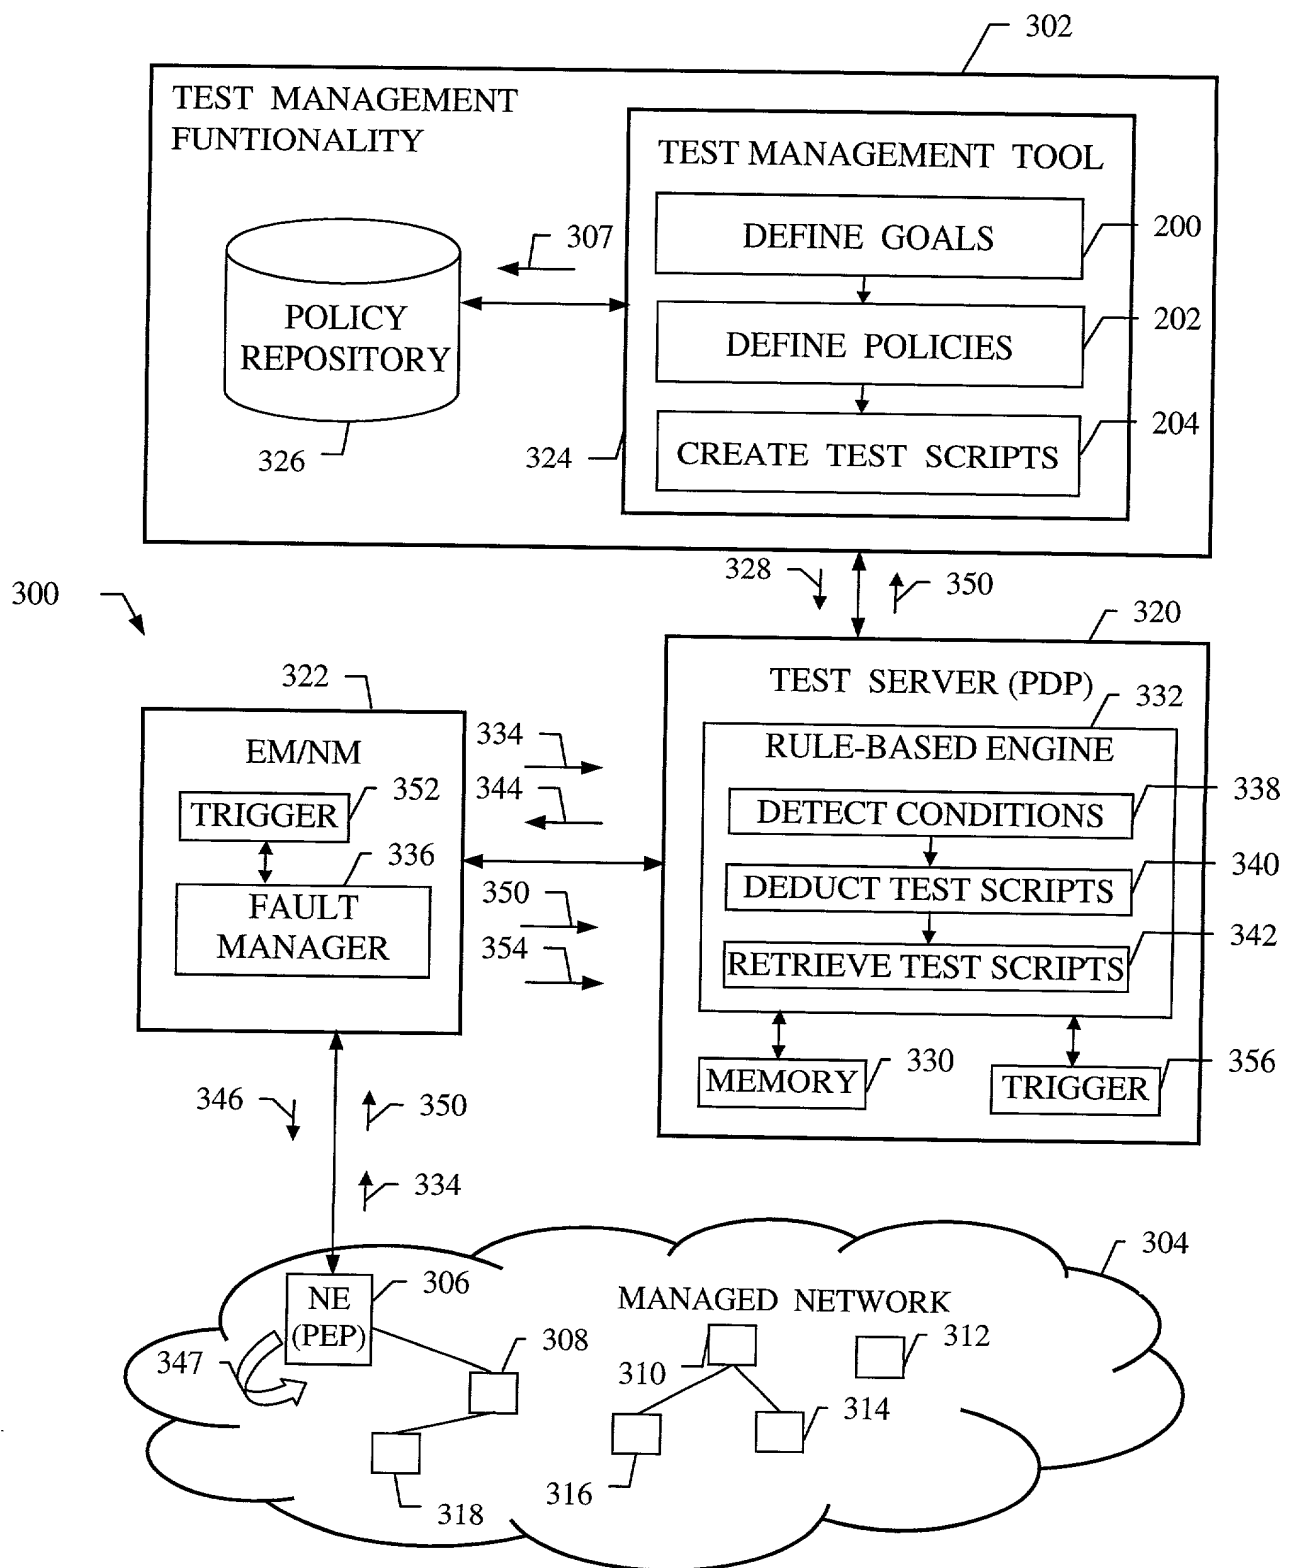 302
TEST MANAGEMENT
FUNTIONALITY
TEST MANAGEMENT TOOL
307
DEFINE GOALS
200
POLICY
REPOSITORY
DEFINE POLICIES
202
326
324
CREATE TEST SCRIPTS
204
328
350
300
320
322
TEST SERVER (PDP)
332
EM/NM
334
RULE-BASED ENGINE
TRIGGER
352
344
DETECT CONDITIONS
338
336
FAULT
MANAGER
350
DEDUCT TEST SCRIPTS
340
354
RETRIEVE TEST SCRIPTS
342
MEMORY
330
TRIGGER
356
346
350
334
304
NE
(PEP)
306
MANAGED NETWORK
347
308
310
312
314
316
318